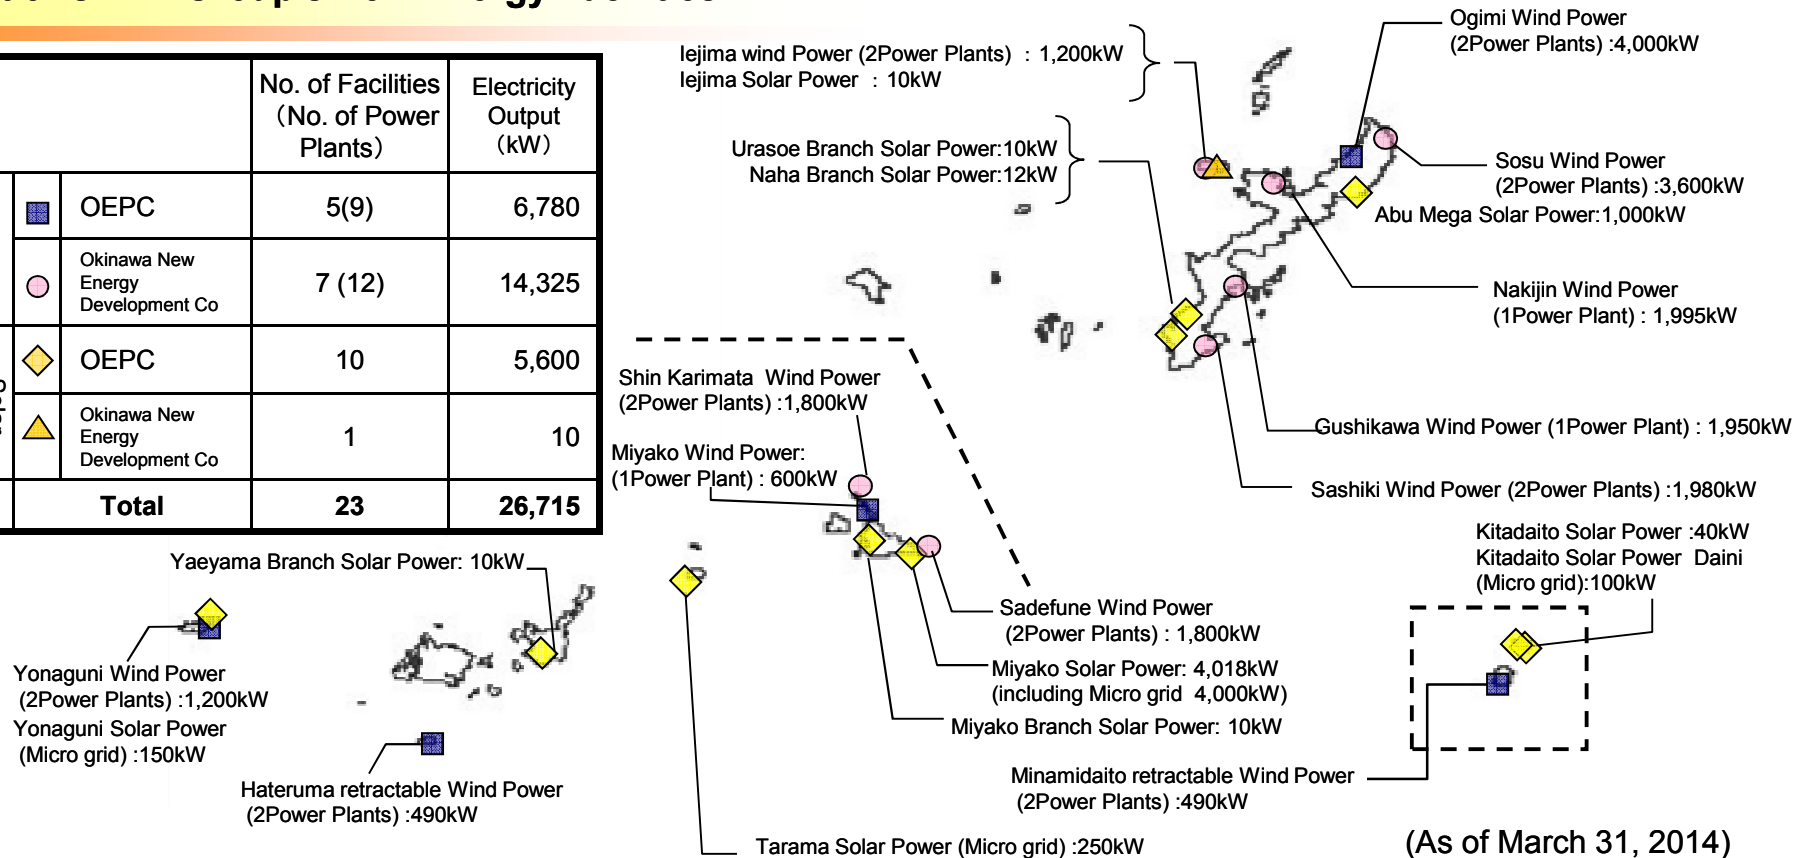 No. of Facilities
（No. of Power
Plants）
Electricity
Output
（kW）
OEPC
5(9)
6,780
Okinawa New
Energy
Development Co
7 (12)
14,325
OEPC
10
5,600
Okinawa New
Energy
Development Co
1
10
Total
23
26,715
Iejima wind Power (2Power Plants) : 1,200kW
Iejima Solar Power : 10kW
Urasoe Branch Solar Power:10kW
Naha Branch Solar Power:12kW
Ogimi Wind Power
(2Power Plants) :4,000kW
Sosu Wind Power
(2Power Plants) :3,600kW
Abu Mega Solar Power:1,000kW
Nakijin Wind Power
(1Power Plant) : 1,995kW
Gushikawa Wind Power (1Power Plant) : 1,950kW
Sashiki Wind Power (2Power Plants) :1,980kW
Shin Karimata Wind Power
(2Power Plants) :1,800kW
Miyako Wind Power:
(1Power Plant) : 600kW
Kitadaito Solar Power :40kW
Kitadaito Solar Power Daini
(Micro grid):100kW
Yaeyama Branch Solar Power: 10kW
Sadefune Wind Power
(2Power Plants) : 1,800kW
Miyako Solar Power: 4,018kW
(including Micro grid 4,000kW)
Miyako Branch Solar Power: 10kW
Yonaguni Wind Power
(2Power Plants) :1,200kW
Yonaguni Solar Power
(Micro grid) :150kW
Hateruma retractable Wind Power
(2Power Plants) :490kW
Minamidaito retractable Wind Power
(2Power Plants) :490kW
Tarama Solar Power (Micro grid) :250kW
(As of March 31, 2014)